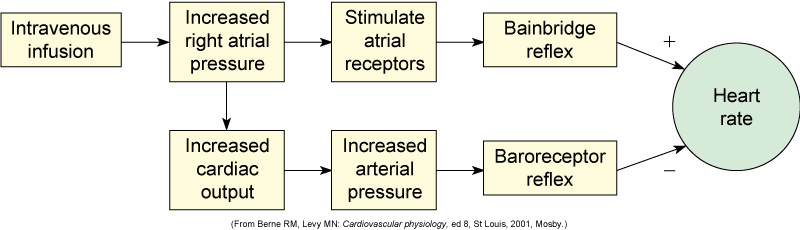 Intravenous
infusion
Increased
right atrial
pressure
Stimulate
atrial
receptors
Bainbridge
reflex
+
Heart
rate
Increased
cardiac
output
Increased
arterial
pressure
Baroreceptor
reflex
−
(From Berne RM, Levy MN: Cardiovascular physiology, ed 8, St Louis, 2001, Mosby.)